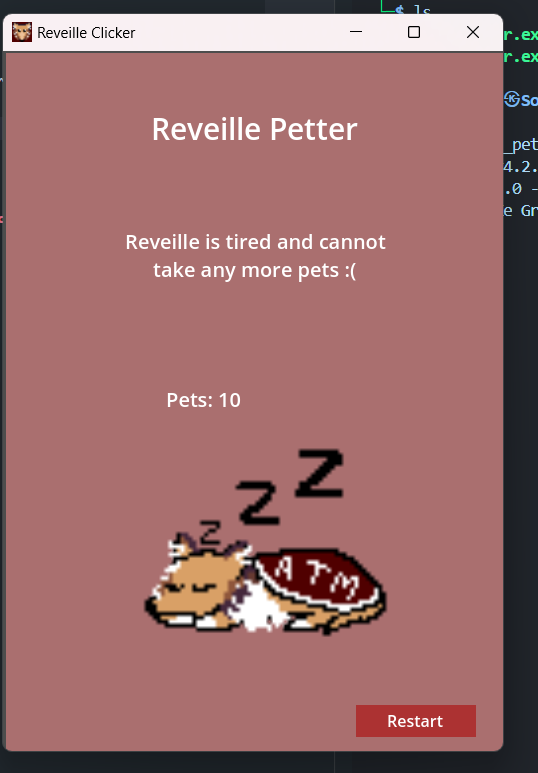 Reveille Clicker
Reveille Petter
Reveille is tired and cannot
take any more pets :(
Pets: 10
z
z
z
A T M
Restart
$ ls
r.ex
r.ex
So
_pet
4.2.
.0 -
e Gr